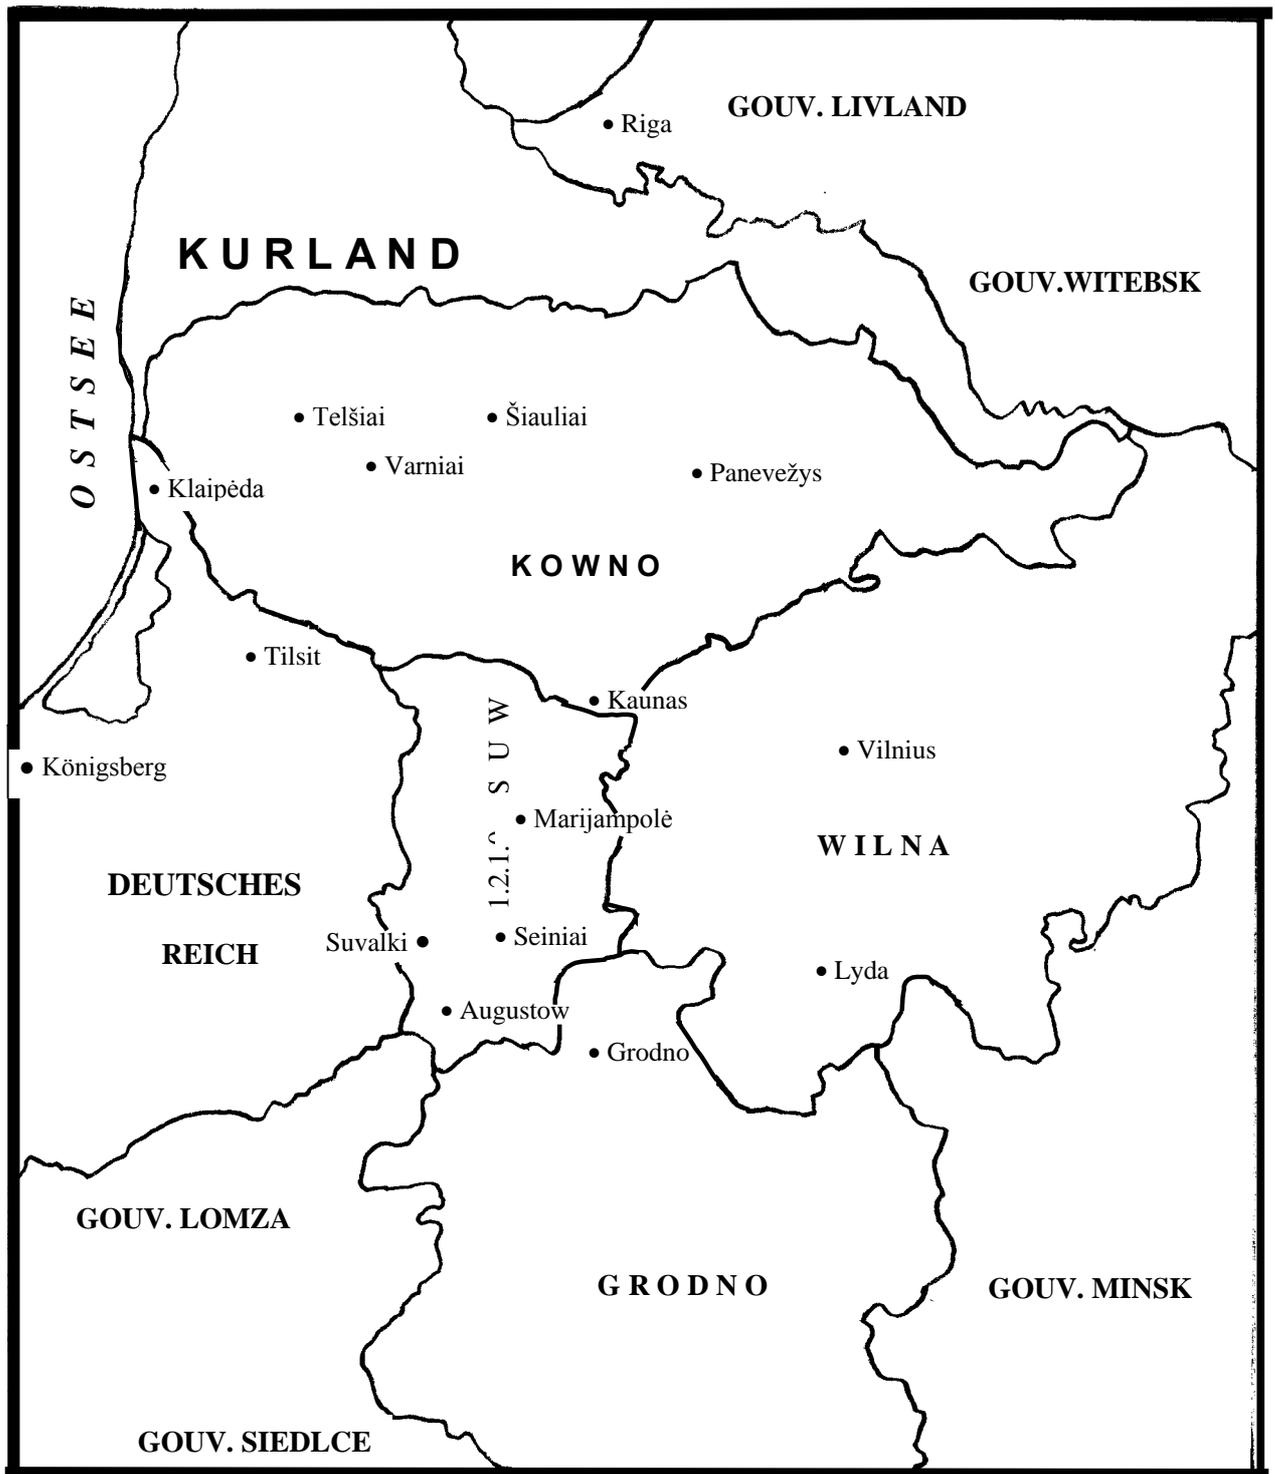 GOUV. LIVLAND
Riga
KURLAND
GOUV.WITEBSK
OSTSEE
Telšiai
Šiauliai
Varniai
Panevežys
Klaipėda
KOWNO
Tilsit
Kaunas
SUW
Vilnius
Königsberg
Marijampolė
WILNA
DEUTSCHES
REICH
Suvalki
Seiniai
Lyda
Augustow
Grodno
GOUV. LOMZA
GRODNO
GOUV. MINSK
GOUV. SIEDLCE